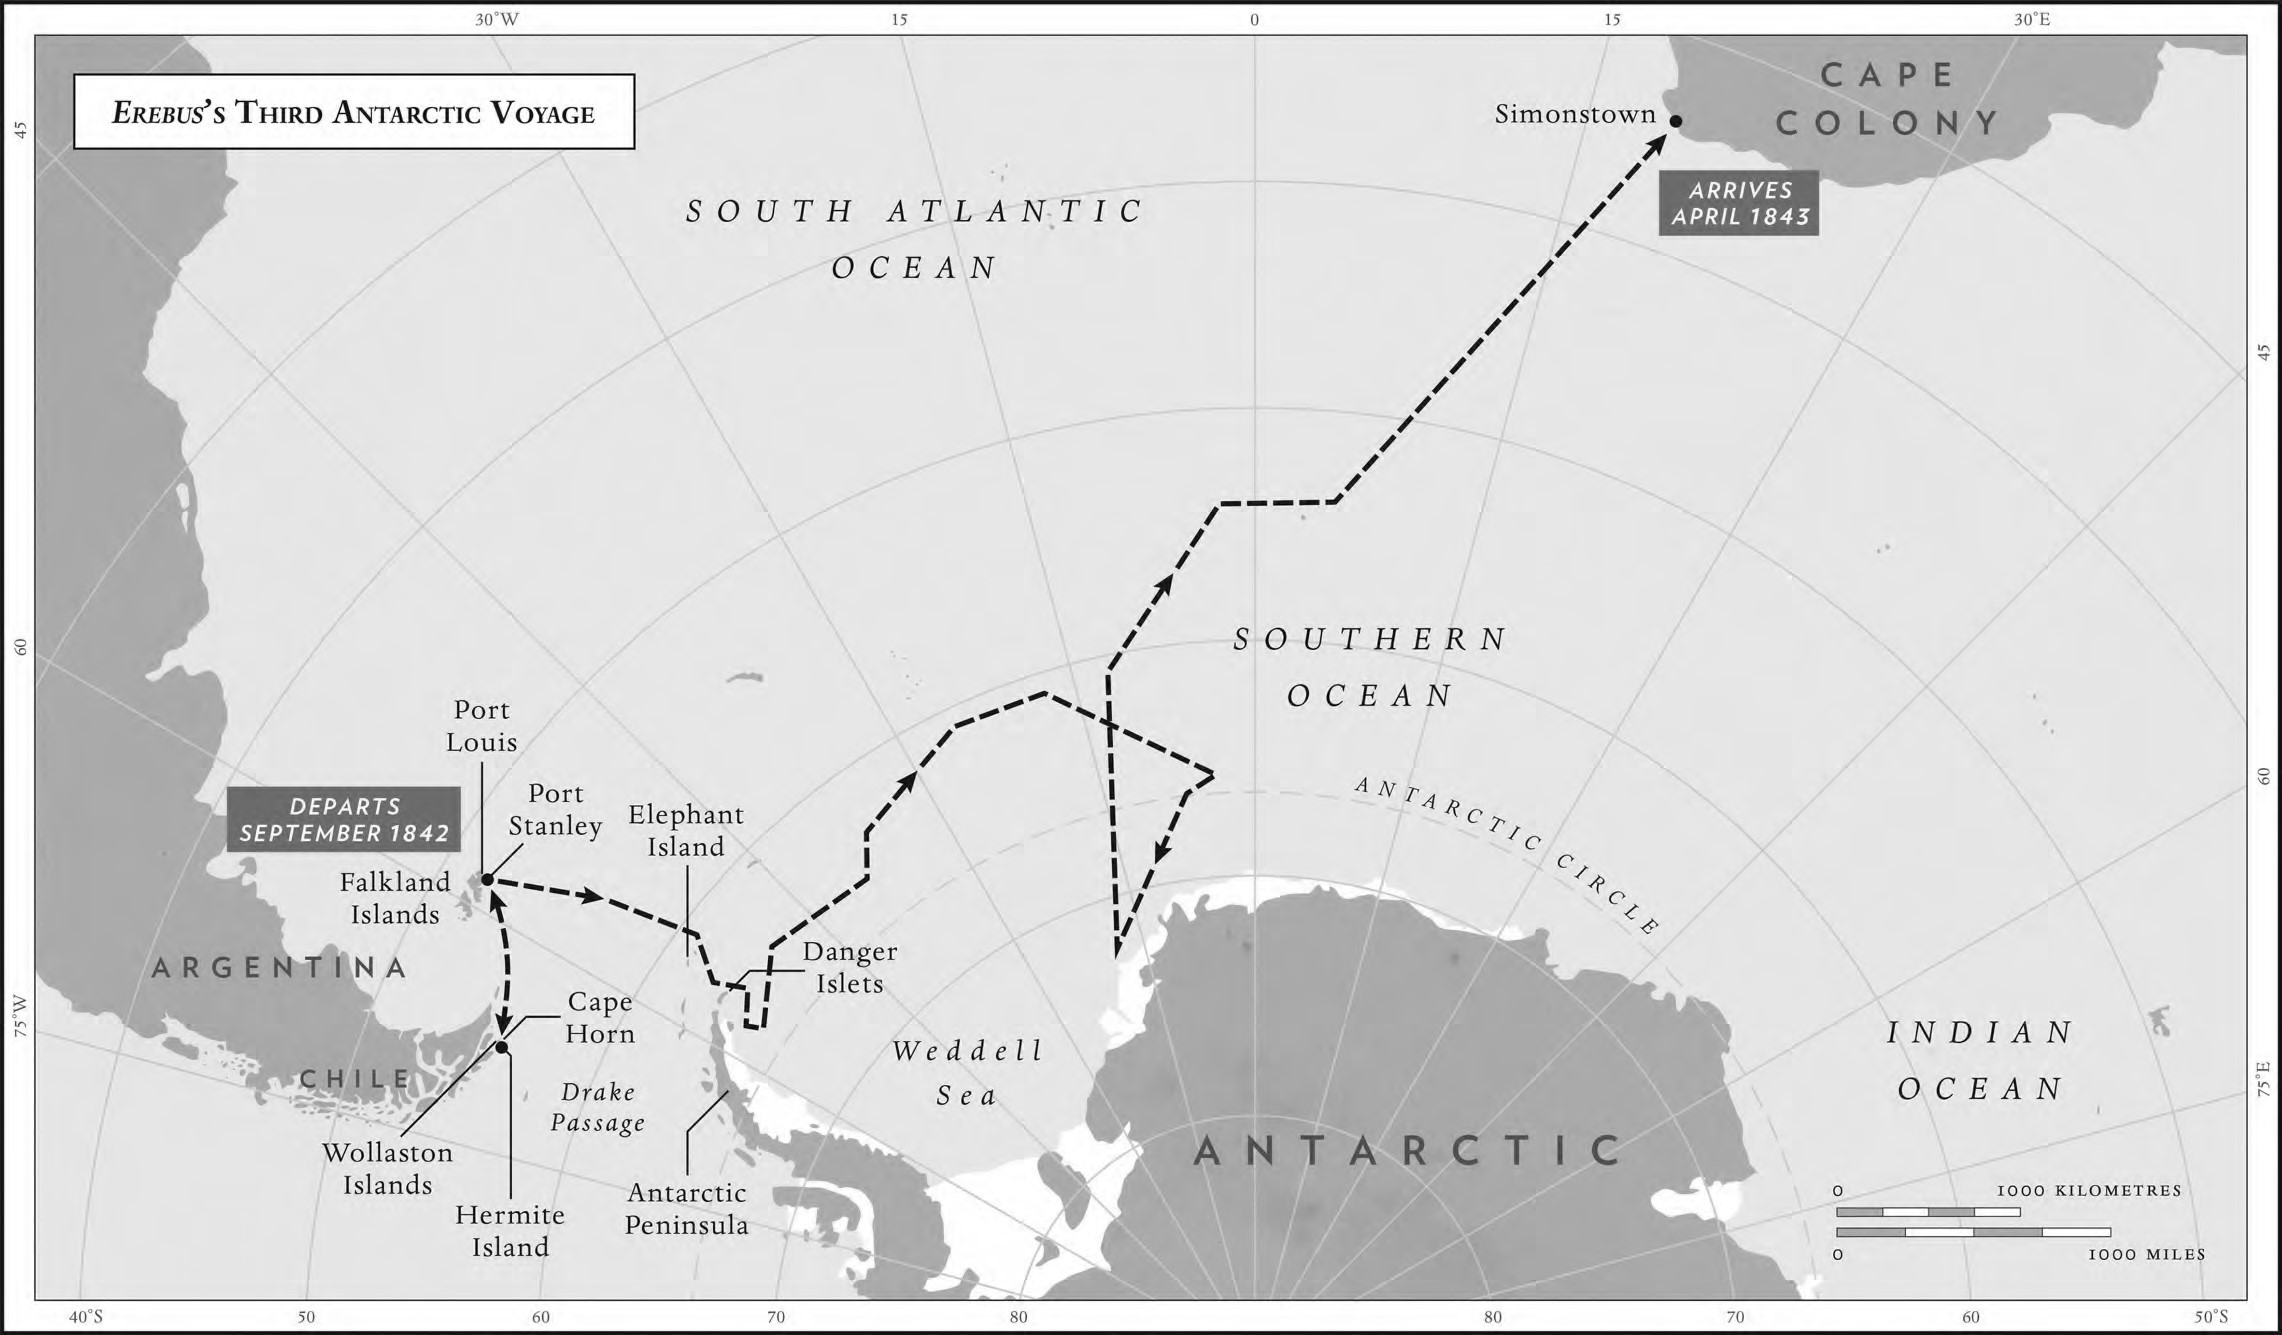 30°W 15 0 15 30°E
EREBUS'S THIRD ANTARCTIC VOYAGE
CAPE
COLONY
Simonstown
ARRIVES
APRIL 1843
SOUTH ATLANTIC
OCEAN
45
45
SOUTHERN
OCEAN
60
60
Port
Louis
Port
Stanley
DEPARTS
SEPTEMBER 1842
Elephant
Island
ANTARCTIC CIRCLE
Falkland
Islands
Danger
Islets
ARGENTINA
Cape
Horn
75°W
75°E
CHILE
Drake
Passage
Weddell
Sea
INDIAN
OCEAN
ANTARCTIC
Wollaston
Islands
Hermite
Island
Antarctic
Peninsula
0 1000 KILOMETRES
0 1000 MILES
40°S 50 60 70 80 80 70 60 50°S